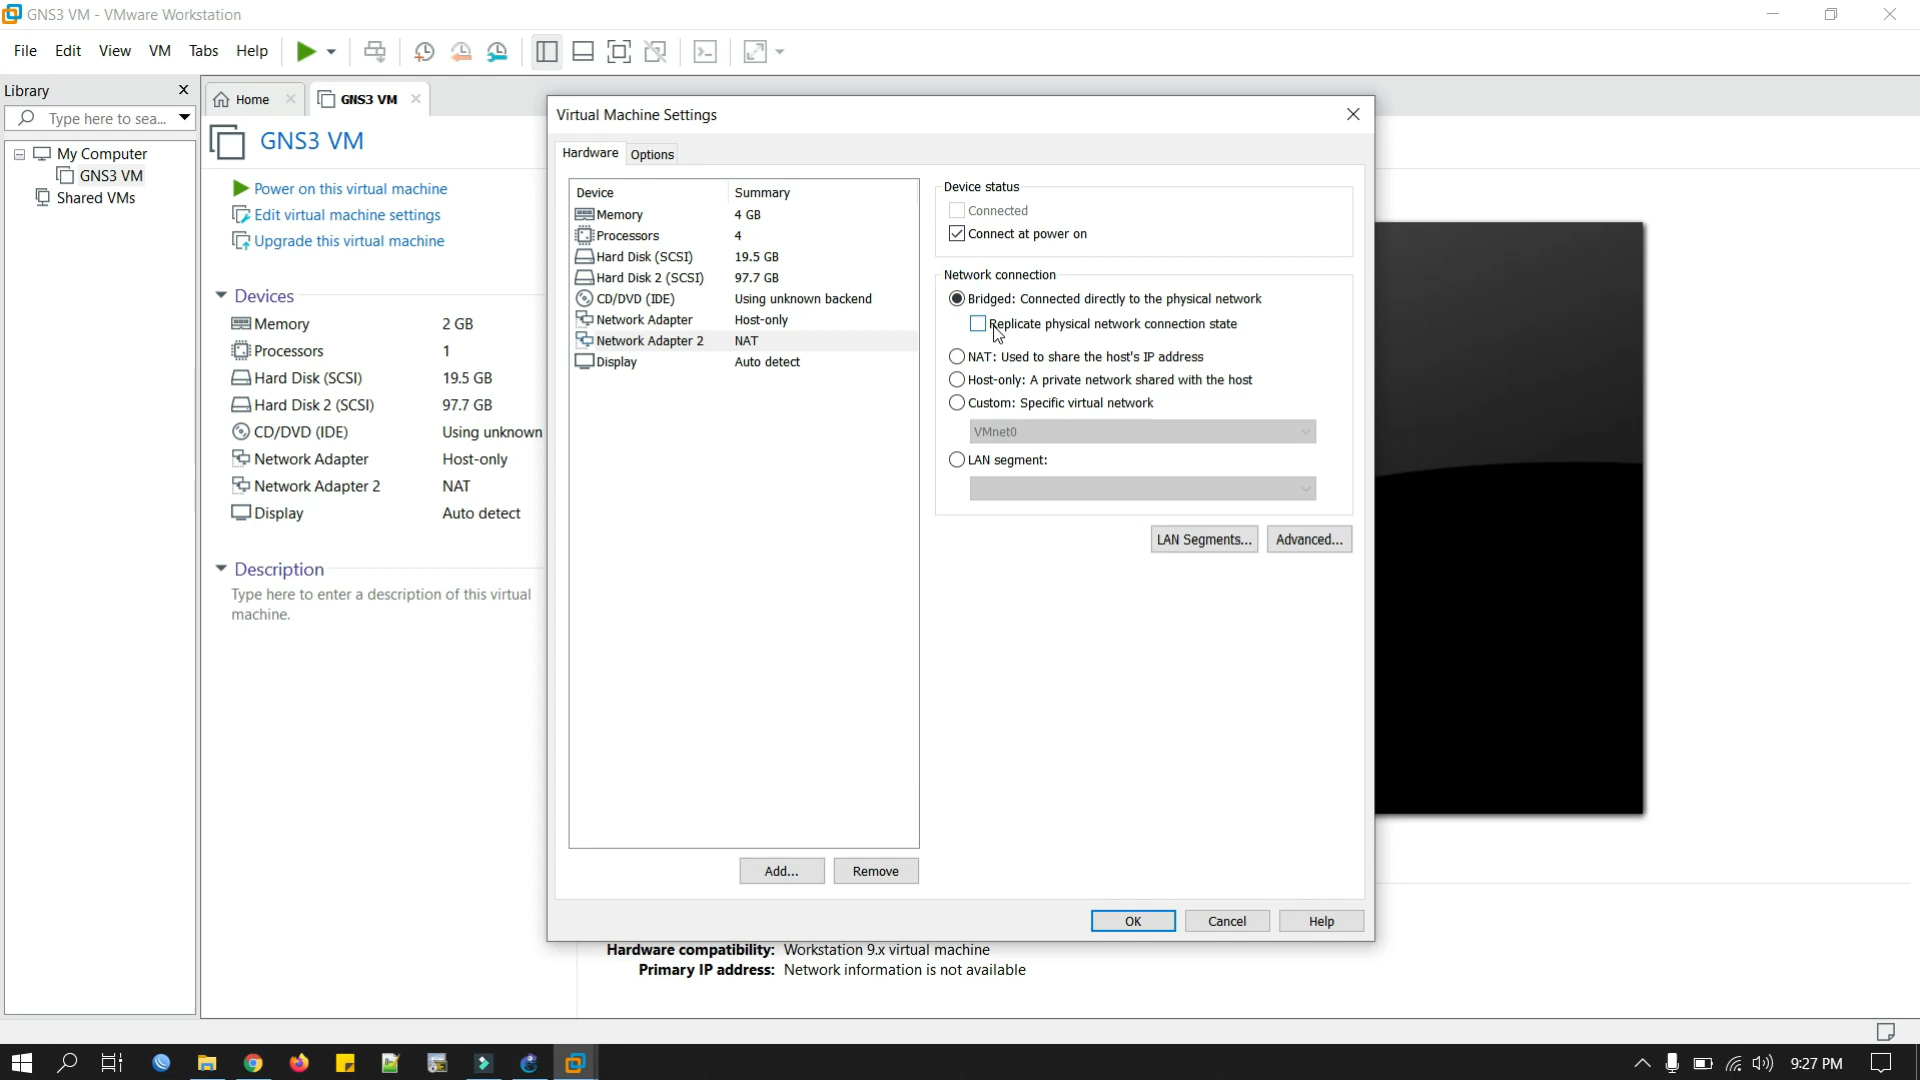 GNS3 VM - VMware Workstation
File Edit View VM Tabs Help
Library
Type here to sea...
My Computer
GNS3 VM
Shared VMs
Home
GNS3 VM
GNS3 VM
Power on this virtual machine
Edit virtual machine settings
Upgrade this virtual machine
Devices
Memory 2 GB
Processors 1
Hard Disk (SCSI) 19.5 GB
Hard Disk 2 (SCSI) 97.7 GB
CD/DVD (IDE) Using unknown
Network Adapter Host-only
Network Adapter 2 NAT
Display Auto detect
Description
Type here to enter a description of this virtual
machine.
Virtual Machine Settings
Hardware Options
Device Summary
Memory 4 GB
Processors 4
Hard Disk (SCSI) 19.5 GB
Hard Disk 2 (SCSI) 97.7 GB
CD/DVD (IDE) Using unknown backend
Network Adapter Host-only
Network Adapter 2 NAT
Display Auto detect
Add... Remove
Device status
Connected
Connect at power on
Network connection
Bridged: Connected directly to the physical network
Replicate physical network connection state
NAT: Used to share the host's IP address
Host-only: A private network shared with the host
Custom: Specific virtual network
VMnet0
LAN segment:
LAN Segments... Advanced...
OK Cancel Help
Hardware compatibility: Workstation 9.x virtual machine
Primary IP address: Network information is not available
9:27 PM